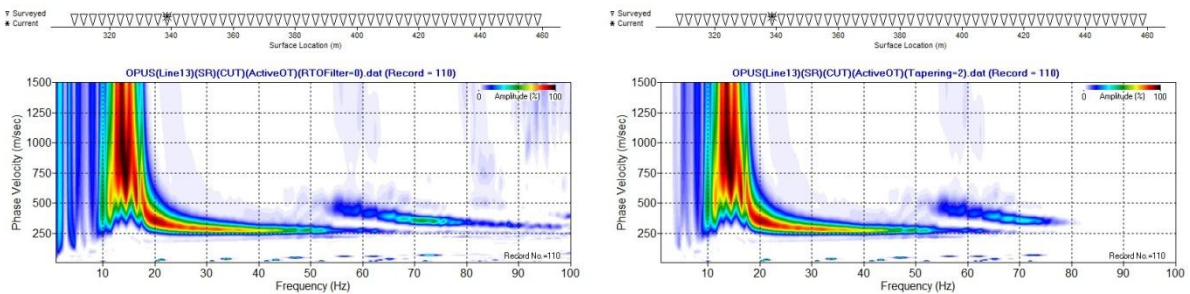 ▽ Surveyed
✳ Current
320 340 360 380 400 420 440 460
Surface Location (m)
OPUS(Line13)(SR)(CUT)(ActiveOT)(RTOFilter=0).dat (Record = 110)
0 Amplitude (%) 100
Phase Velocity (m/sec)
1500
1250
1000
750
500
250
Record No.=110
10 20 30 40 50 60 70 80 90 100
Frequency (Hz)
▽ Surveyed
✳ Current
320 340 360 380 400 420 440 460
Surface Location (m)
OPUS(Line13)(SR)(CUT)(ActiveOT)(Tapering=2).dat (Record = 110)
0 Amplitude (%) 100
Phase Velocity (m/sec)
1500
1250
1000
750
500
250
Record No.=110
10 20 30 40 50 60 70 80 90 100
Frequency (Hz)